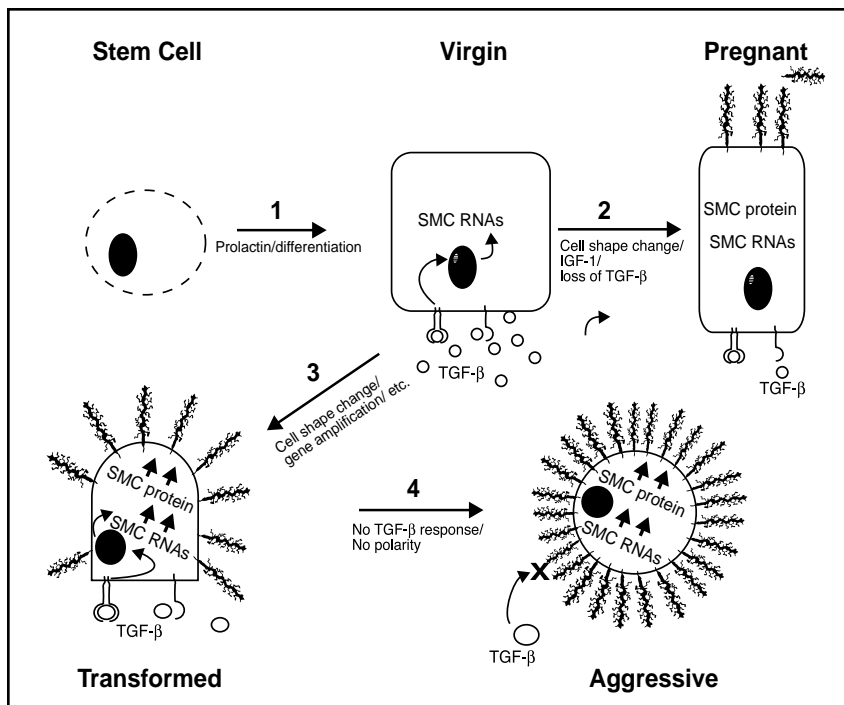 Stem Cell
Virgin
Pregnant
1
Prolactin/differentiation
SMC RNAs
TGF-β
2
Cell shape change/
IGF-1/
loss of TGF-β
SMC protein
SMC RNAs
TGF-β
3
Cell shape change/
gene amplification/ etc.
SMC protein
SMC RNAs
TGF-β
4
No TGF-β response/
No polarity
SMC protein
SMC RNAs
X
TGF-β
Transformed
Aggressive